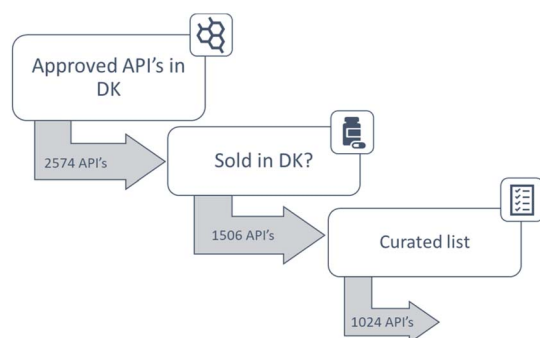 Approved API's in
DK
2574 API's
Sold in DK?
1506 API's
Curated list
1024 API's